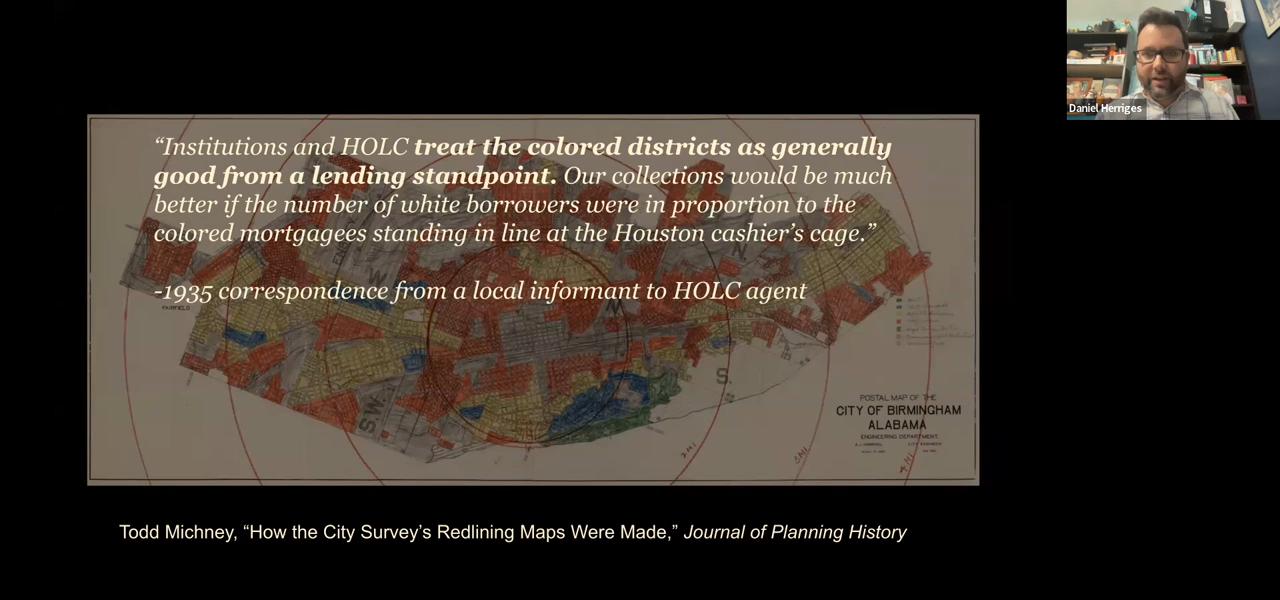 “Institutions and HOLC treat the colored districts as generally
good from a lending standpoint. Our collections would be much
better if the number of white borrowers were in proportion to the
colored mortgagees standing in line at the Houston cashier’s cage.”
-1935 correspondence from a local informant to HOLC agent
Daniel Herriges
FAIRFIELD
W.
N.
S.W.
S.
POSTAL MAP OF THE
CITY OF BIRMINGHAM
ALABAMA
ENGINEERING DEPARTMENT.
Todd Michney, “How the City Survey’s Redlining Maps Were Made,” Journal of Planning History